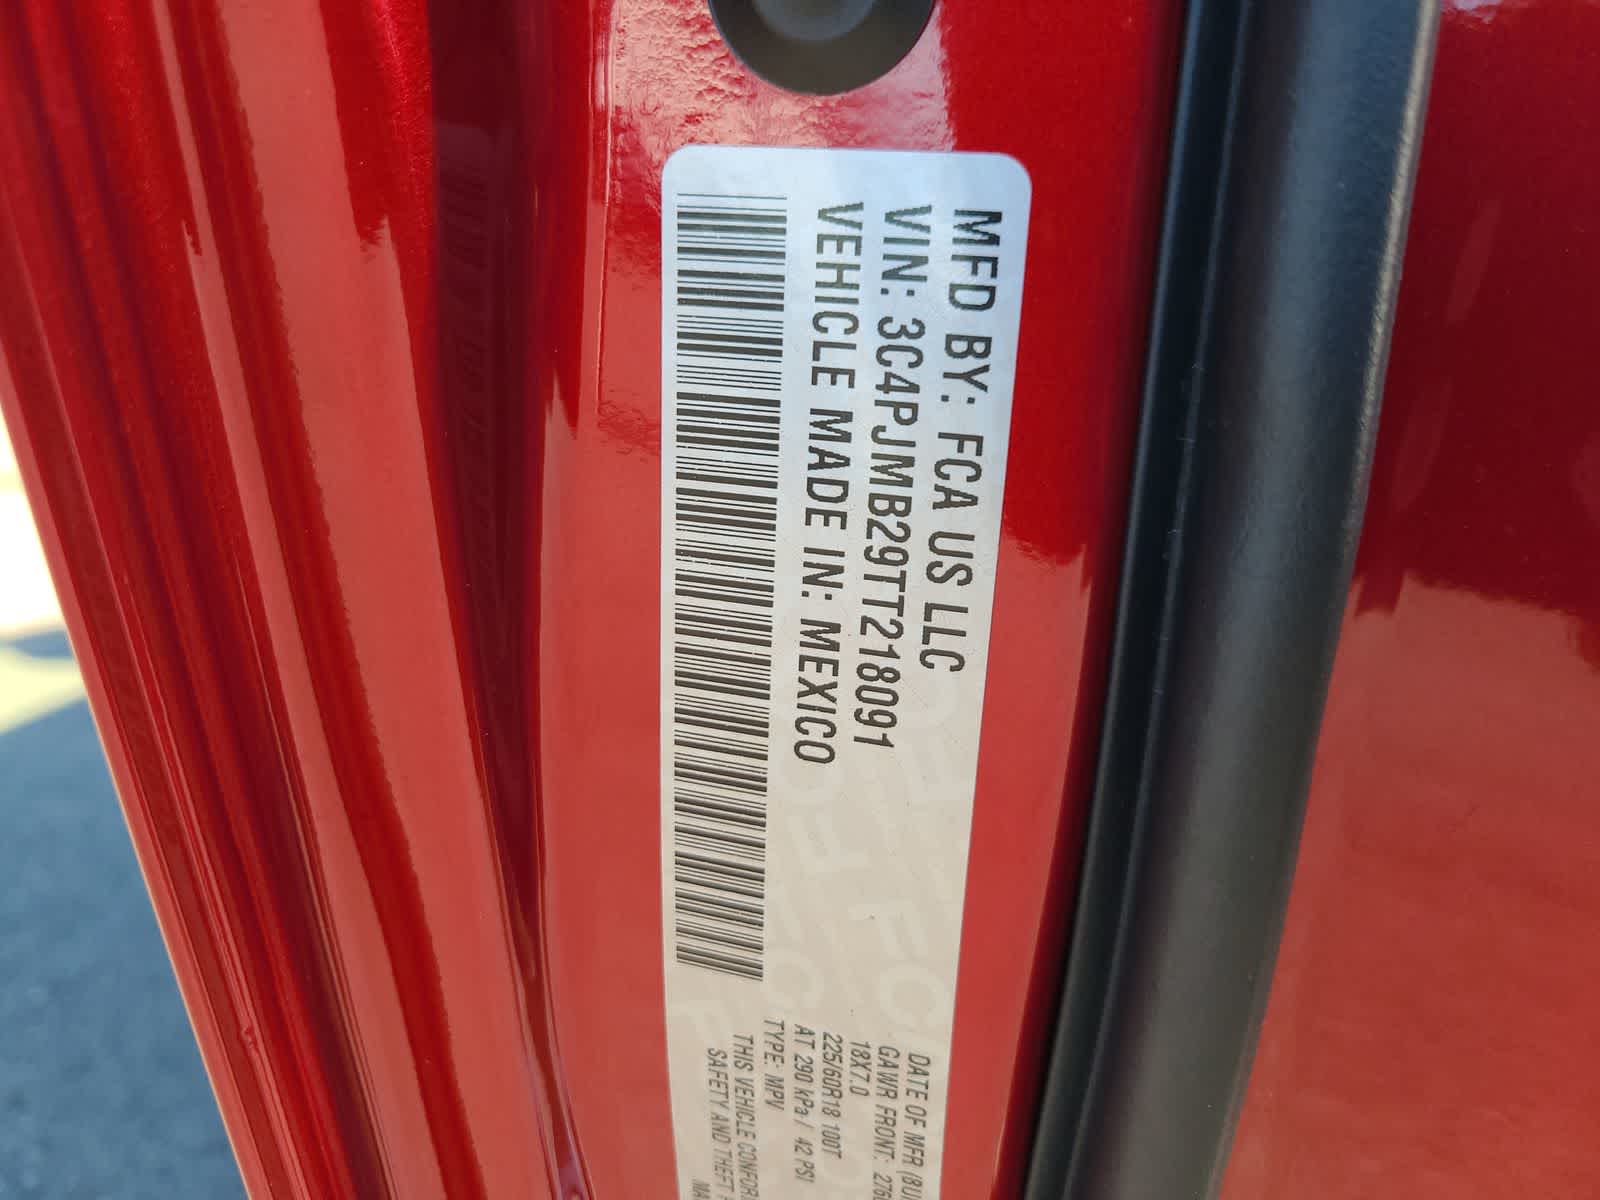 MFD BY: FCA US LLC
VIN: 3C4PJMB29TT218091
VEHICLE MADE IN: MEXICO
DATE OF MFR
GAWR FRONT:
18X7.0
225/60R18 100T
AT 290 kPa / 42 PSI
TYPE: MPV
THIS VEHICLE
SAFETY AND THEFT